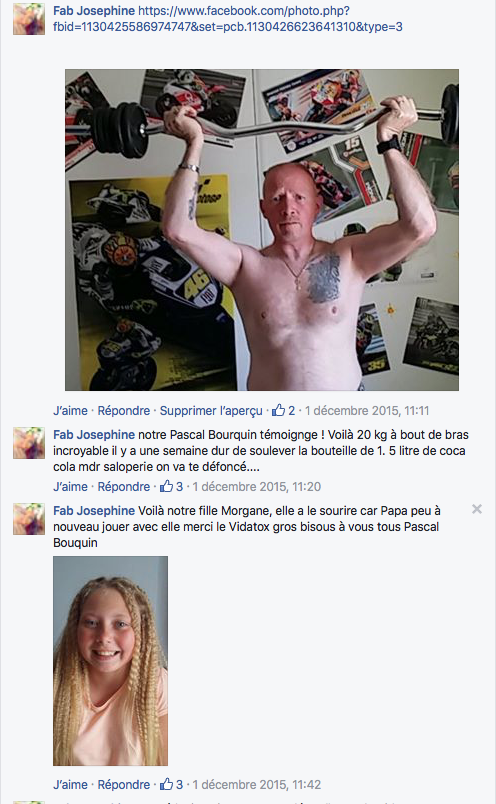 Fab Josephine https://www.facebook.com/photo.php?
fbid=1130425586974747&set=pcb.1130426623641310&type=3
15
motogp
46
35
J'aime · Répondre · Supprimer l'aperçu · 2 · 1 décembre 2015, 11:11
Fab Josephine notre Pascal Bourquin témoignge ! Voilà 20 kg à bout de bras
incroyable il y a une semaine dur de soulever la bouteille de 1. 5 litre de coca
cola mdr saloperie on va te défoncé....
J'aime · Répondre · 3 · 1 décembre 2015, 11:20
Fab Josephine Voilà notre fille Morgane, elle a le sourire car Papa peu à
nouveau jouer avec elle merci le Vidatox gros bisous à vous tous Pascal
Bouquin
J'aime · Répondre · 3 · 1 décembre 2015, 11:42